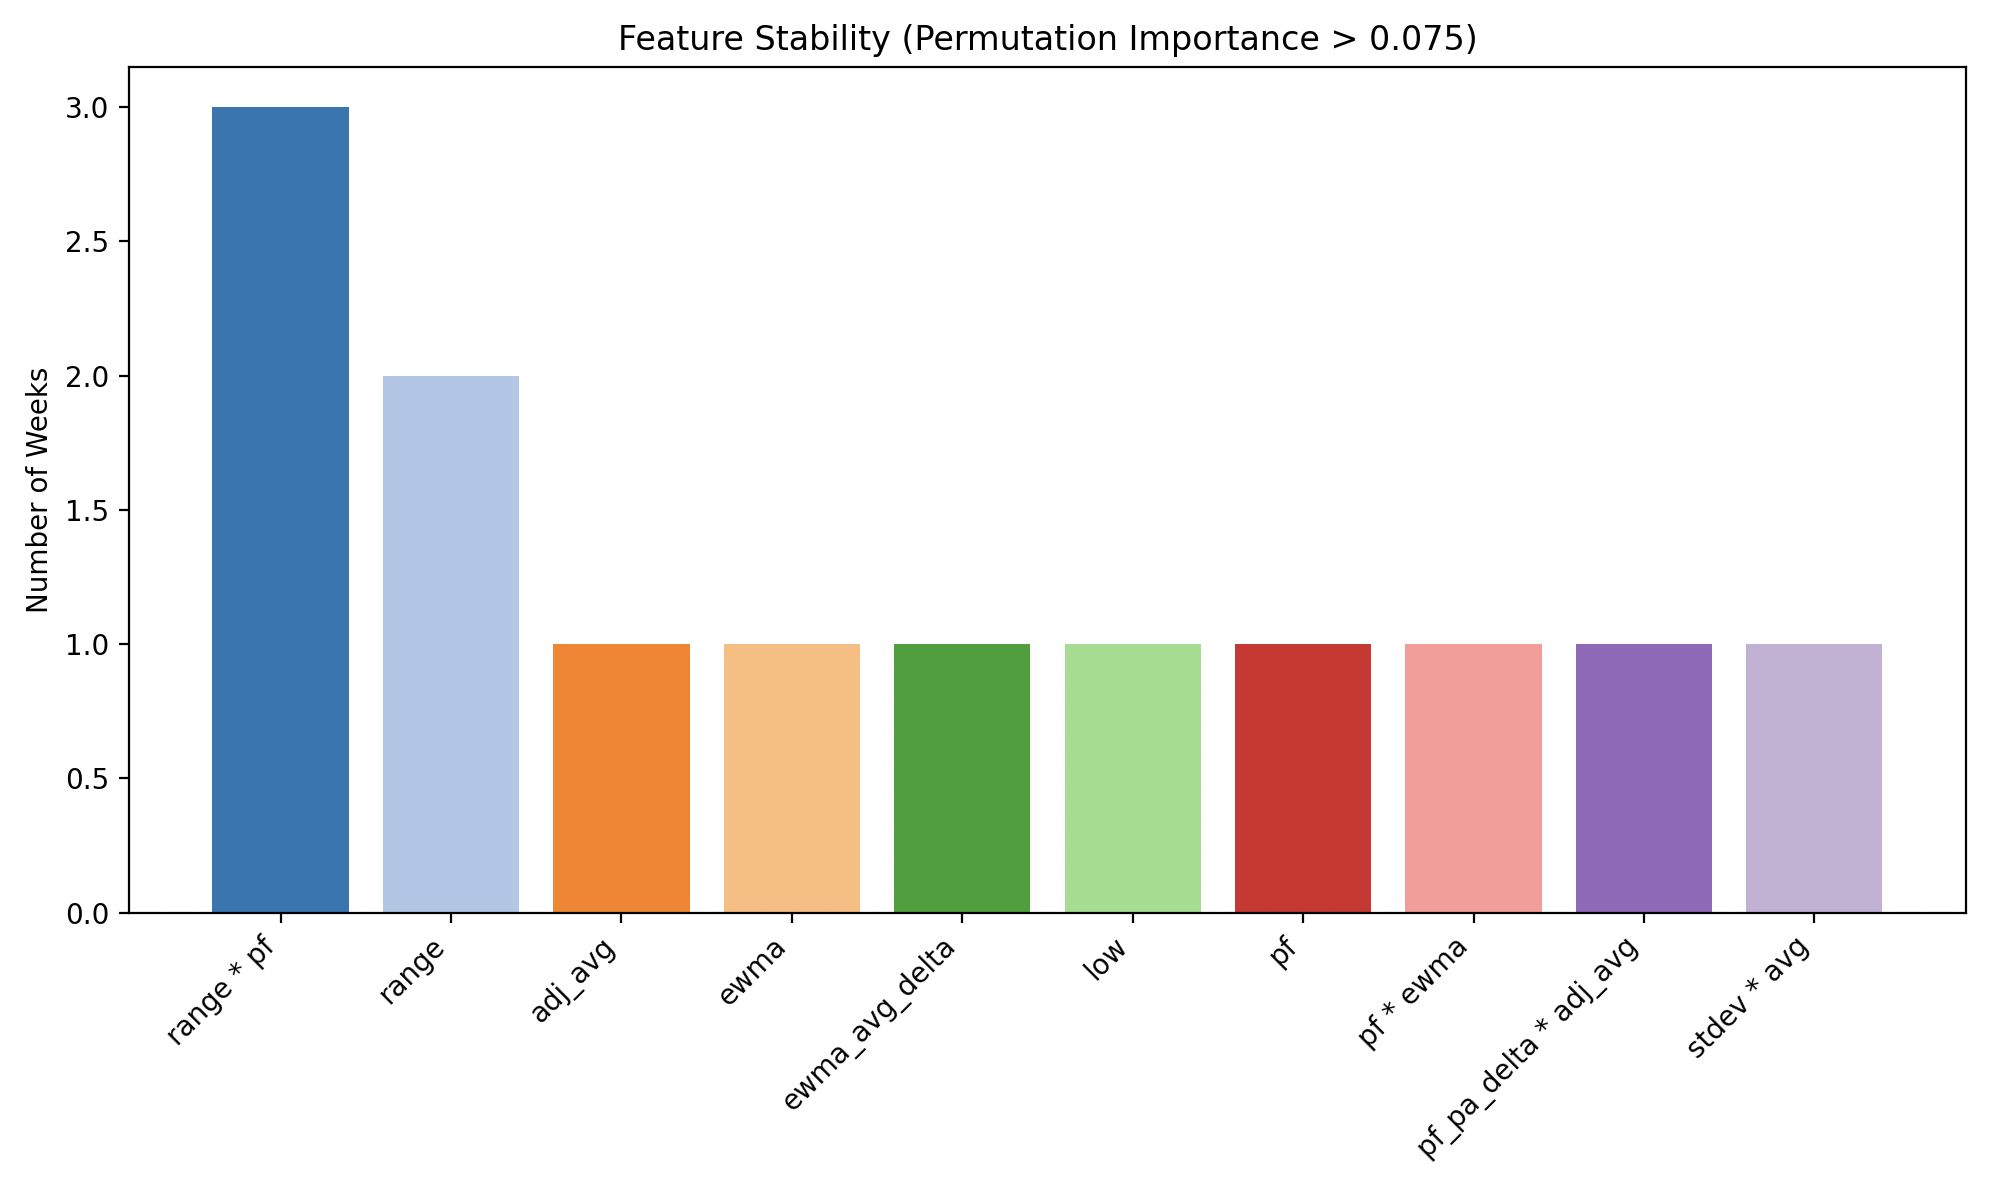 Feature Stability (Permutation Importance > 0.075)
Number of Weeks
3.0
2.5
2.0
1.5
1.0
0.5
0.0
range * pf
range
adj_avg
ewma
ewma_avg_delta
low
pf
pf * ewma
pf_pa_delta * adj_avg
stdev * avg